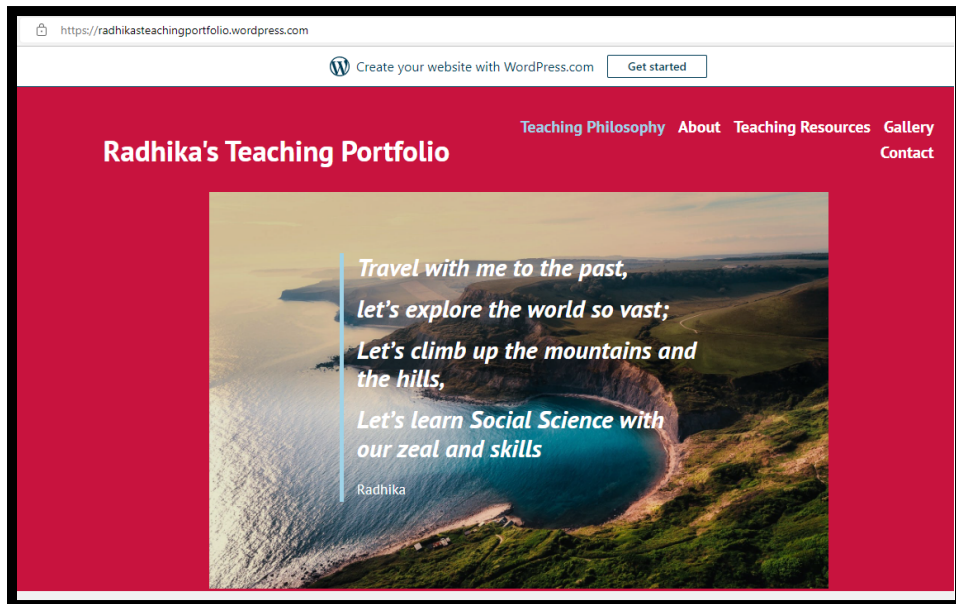 https://radhikasteachingportfolio.wordpress.com
Create your website with WordPress.com Get started
Teaching Philosophy About Teaching Resources Gallery
Contact
Radhika's Teaching Portfolio
Travel with me to the past,
let’s explore the world so vast;
Let’s climb up the mountains and
the hills,
Let’s learn Social Science with
our zeal and skills
Radhika